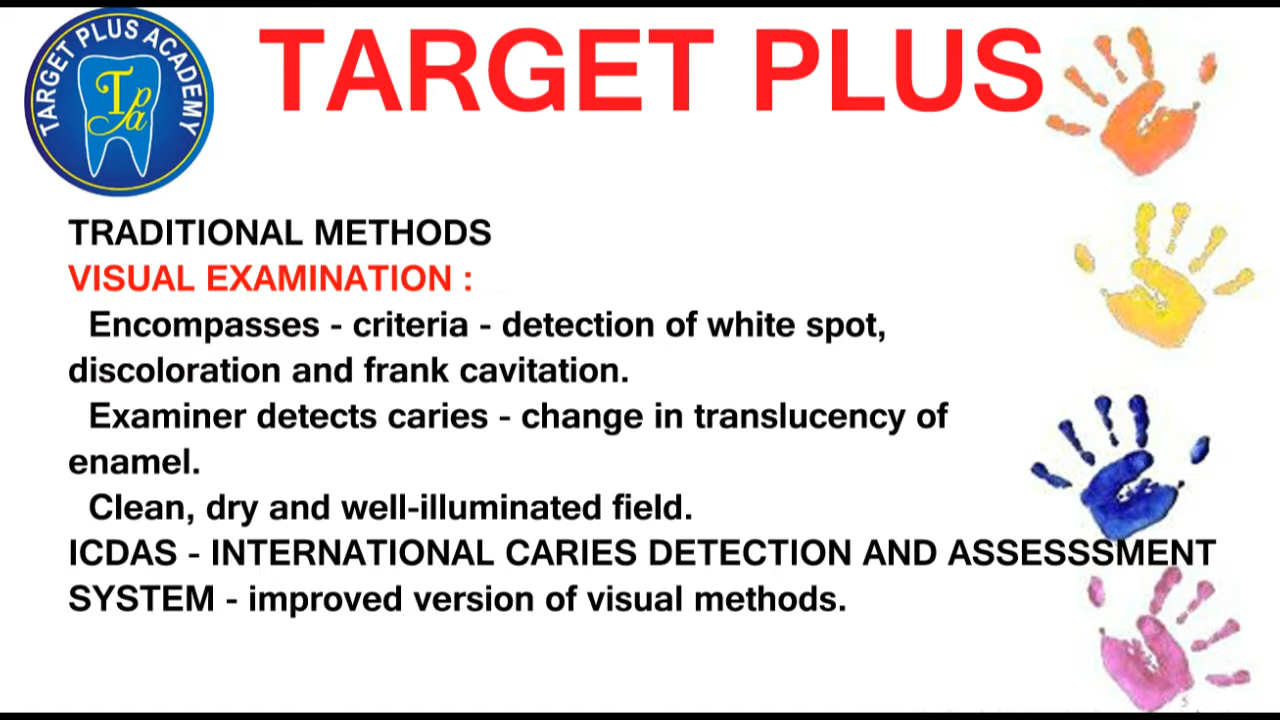 TARGET PLUS ACADEMY
Tpa
TARGET PLUS
TRADITIONAL METHODS
VISUAL EXAMINATION :
Encompasses - criteria - detection of white spot,
discoloration and frank cavitation.
Examiner detects caries - change in translucency of
enamel.
Clean, dry and well-illuminated field.
ICDAS - INTERNATIONAL CARIES DETECTION AND ASSESSSMENT
SYSTEM - improved version of visual methods.